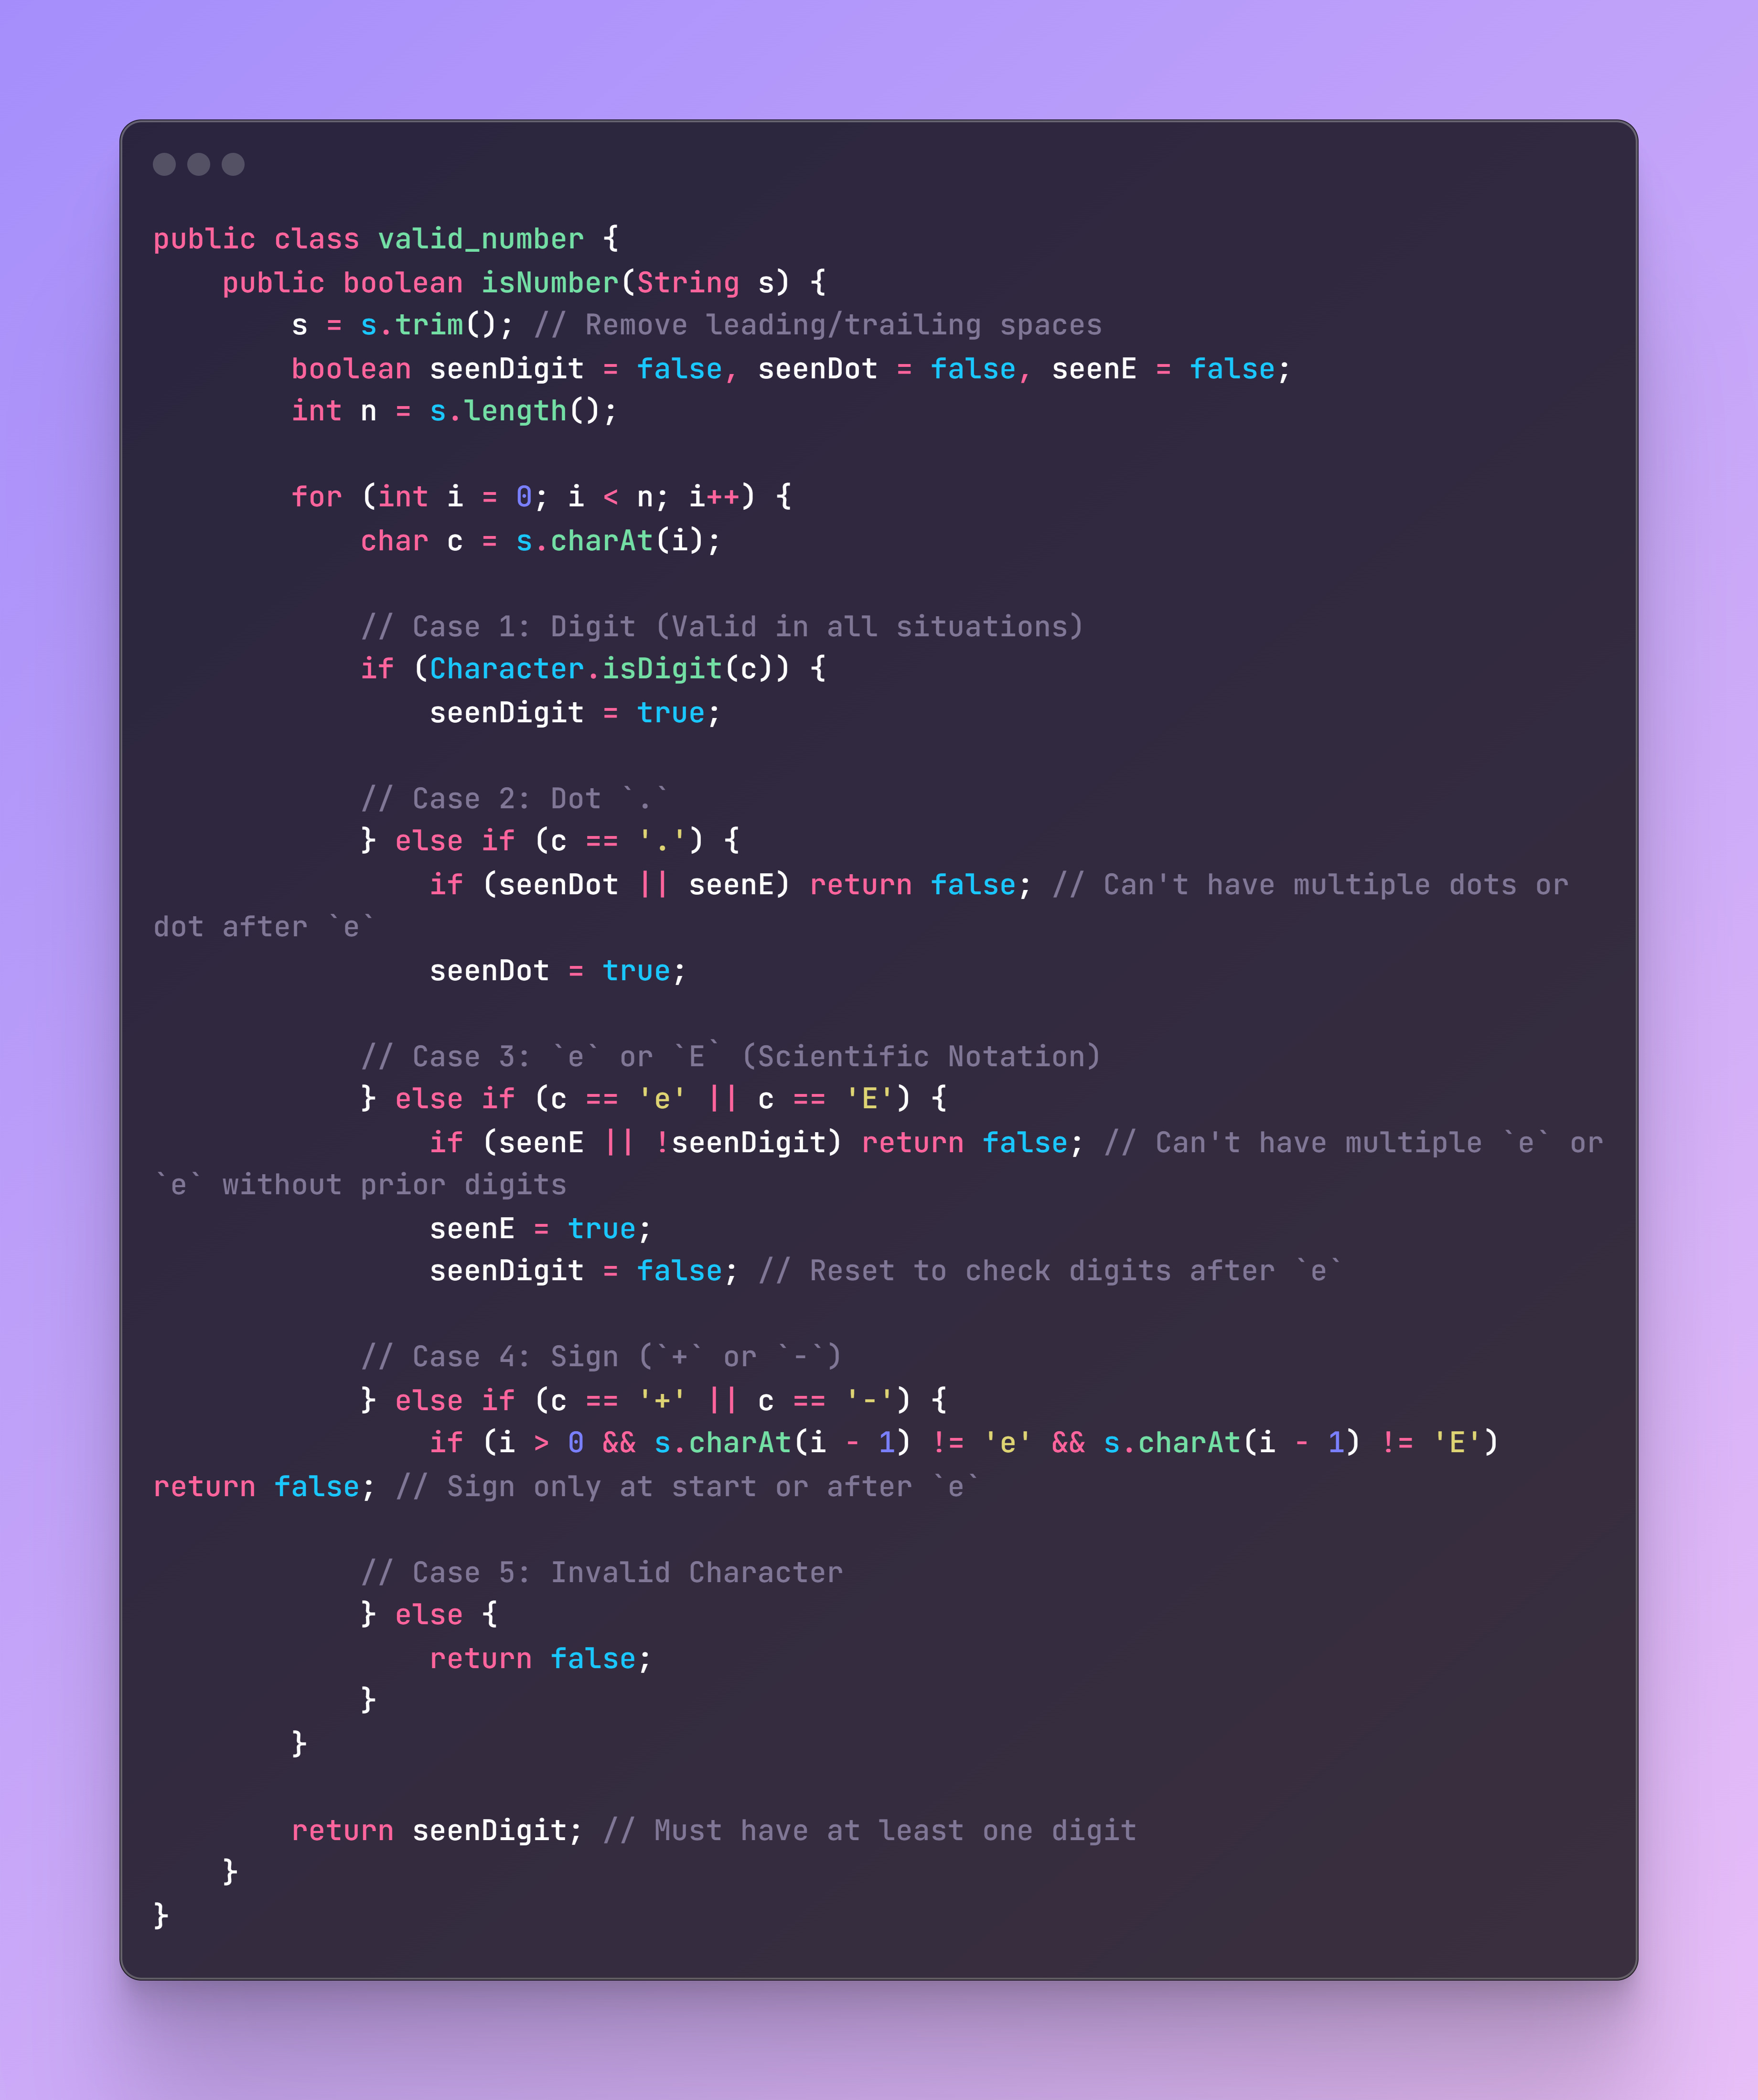 public class valid_number {
    public boolean isNumber(String s) {
        s = s.trim(); // Remove leading/trailing spaces
        boolean seenDigit = false, seenDot = false, seenE = false;
        int n = s.length();

        for (int i = 0; i < n; i++) {
            char c = s.charAt(i);

            // Case 1: Digit (Valid in all situations)
            if (Character.isDigit(c)) {
                seenDigit = true;

            // Case 2: Dot `.`
            } else if (c == '.') {
                if (seenDot || seenE) return false; // Can't have multiple dots or
dot after `e`
                seenDot = true;

            // Case 3: `e` or `E` (Scientific Notation)
            } else if (c == 'e' || c == 'E') {
                if (seenE || !seenDigit) return false; // Can't have multiple `e` or
`e` without prior digits
                seenE = true;
                seenDigit = false; // Reset to check digits after `e`

            // Case 4: Sign (`+` or `-`)
            } else if (c == '+' || c == '-') {
                if (i > 0 && s.charAt(i - 1) != 'e' && s.charAt(i - 1) != 'E')
return false; // Sign only at start or after `e`

            // Case 5: Invalid Character
            } else {
                return false;
            }
        }

        return seenDigit; // Must have at least one digit
    }
}